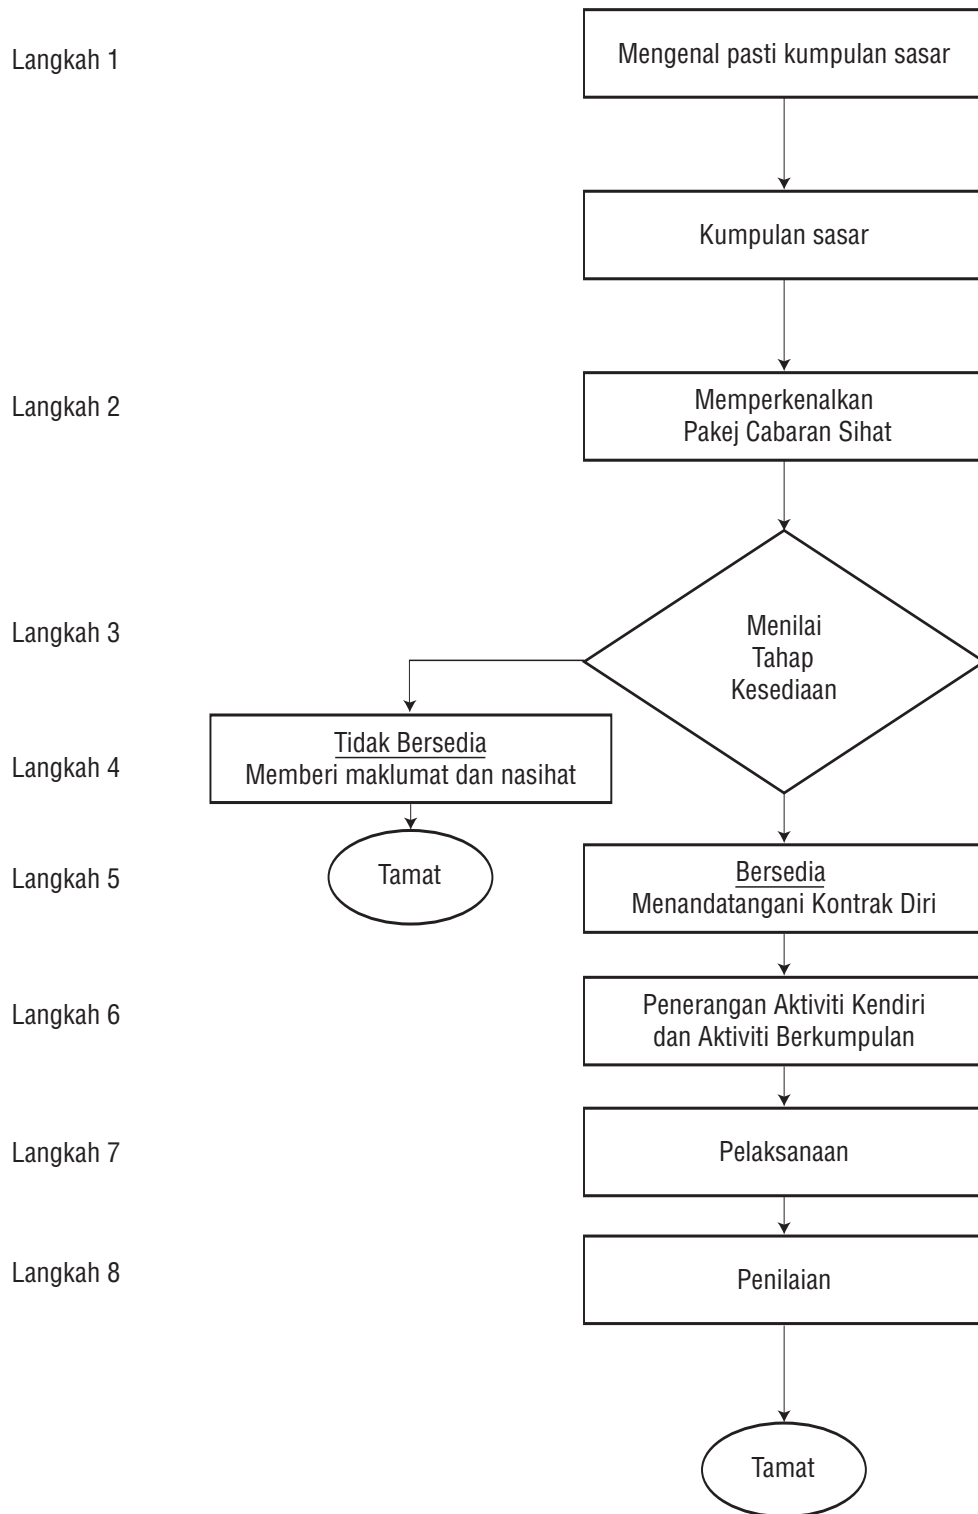 Langkah 1
Mengenal pasti kumpulan sasar
Kumpulan sasar
Langkah 2
Memperkenalkan
Pakej Cabaran Sihat
Langkah 3
Menilai
Tahap
Kesediaan
Langkah 4
Tidak Bersedia
Memberi maklumat dan nasihat
Tamat
Langkah 5
Bersedia
Menandatangani Kontrak Diri
Langkah 6
Penerangan Aktiviti Kendiri
dan Aktiviti Berkumpulan
Langkah 7
Pelaksanaan
Langkah 8
Penilaian
Tamat